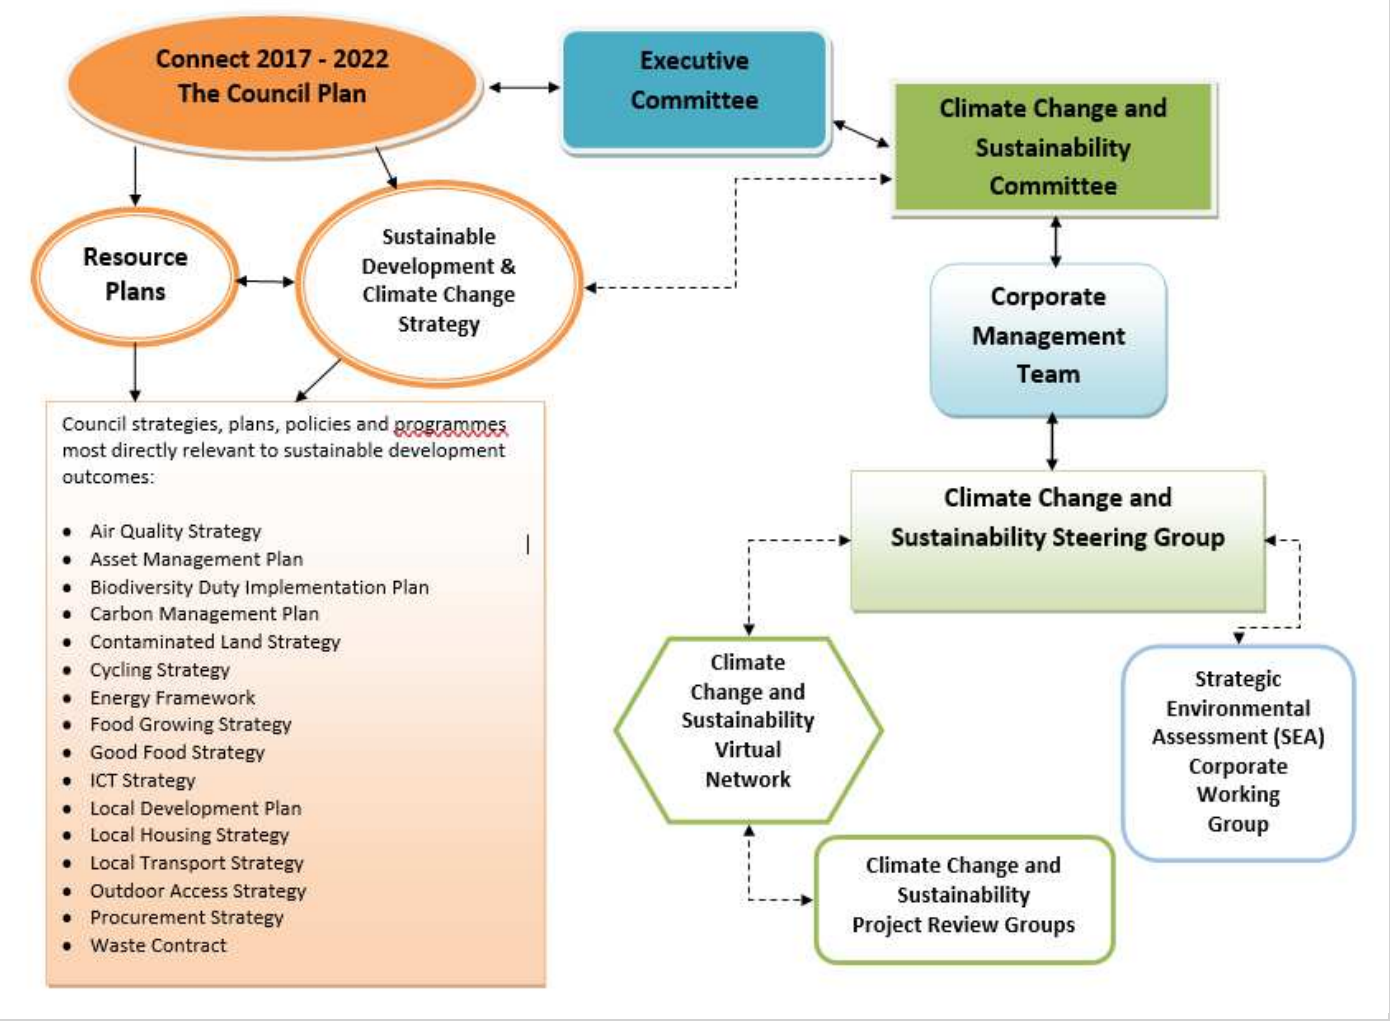 Connect 2017 - 2022
The Council Plan
Executive
Committee
Climate Change and
Sustainability
Committee
Resource
Plans
Sustainable
Development &
Climate Change
Strategy
Corporate
Management
Team
Council strategies, plans, policies and programmes
most directly relevant to sustainable development
outcomes:
• Air Quality Strategy
• Asset Management Plan
• Biodiversity Duty Implementation Plan
• Carbon Management Plan
• Contaminated Land Strategy
• Cycling Strategy
• Energy Framework
• Food Growing Strategy
• Good Food Strategy
• ICT Strategy
• Local Development Plan
• Local Housing Strategy
• Local Transport Strategy
• Outdoor Access Strategy
• Procurement Strategy
• Waste Contract
Climate Change and
Sustainability Steering Group
Climate
Change and
Sustainability
Virtual
Network
Strategic
Environmental
Assessment (SEA)
Corporate
Working
Group
Climate Change and
Sustainability
Project Review Groups